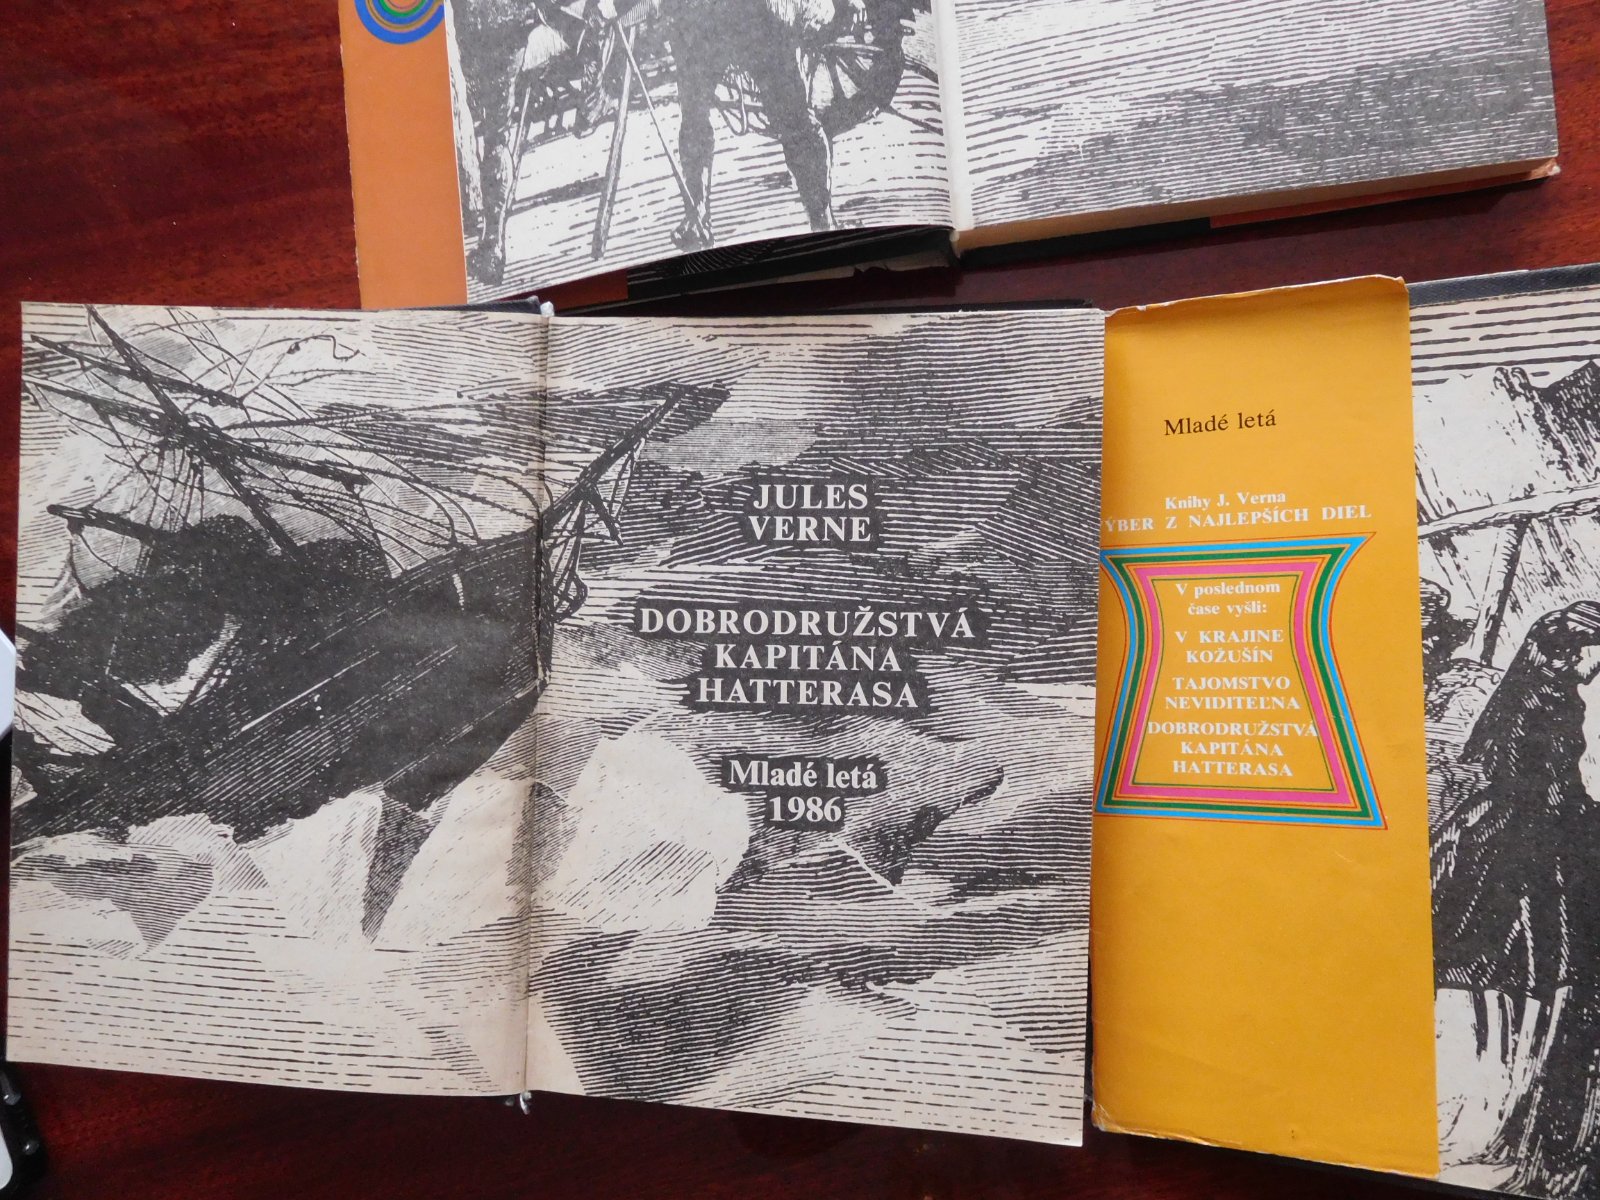 JULES
VERNE
DOBRODRUŽSTVÁ
KAPITÁNA
HATTERASA
Mladé letá
1986
Mladé letá
Knihy J. Verna
ÝBER Z NAJLEPŠÍCH DIEL
V poslednom
čase vyšli:
V KRAJINE
KOŽUŠÍN
TAJOMSTVO
NEVIDITEĽNA
DOBRODRUŽSTVÁ
KAPITÁNA
HATTERASA